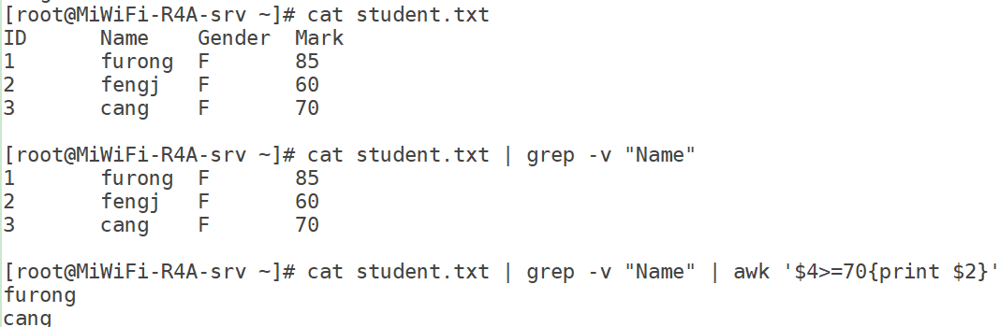 [root@MiWiFi-R4A-srv ~]# cat student.txt
ID Name Gender Mark
1 furong F 85
2 fengj F 60
3 cang F 70
[root@MiWiFi-R4A-srv ~]# cat student.txt | grep -v "Name"
1 furong F 85
2 fengj F 60
3 cang F 70
[root@MiWiFi-R4A-srv ~]# cat student.txt | grep -v "Name" | awk '$4>=70{print $2}'
furong
cang